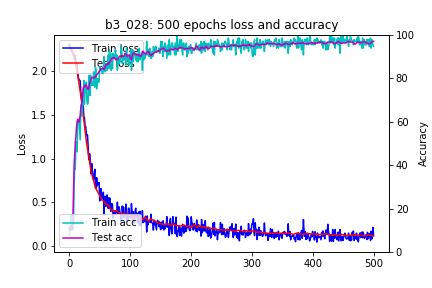 b3_028: 500 epochs loss and accuracy
Train loss
Test loss
Train acc
Test acc
Loss
2.0
1.5
1.0
0.5
0.0
Accuracy
100
80
60
40
20
0
0
100
200
300
400
500